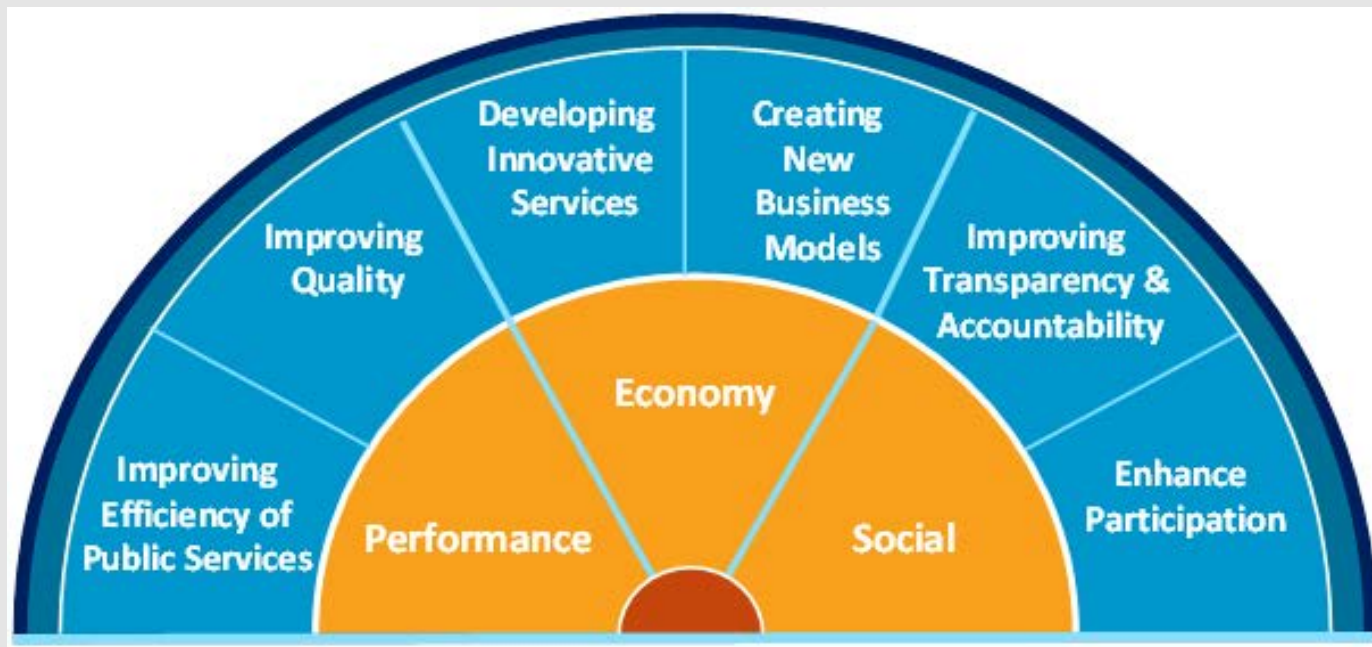 Developing
Innovative
Services
Creating
New
Business
Models
Improving
Quality
Improving
Transparency &
Accountability
Economy
Improving
Efficiency of
Public Services
Performance
Social
Enhance
Participation